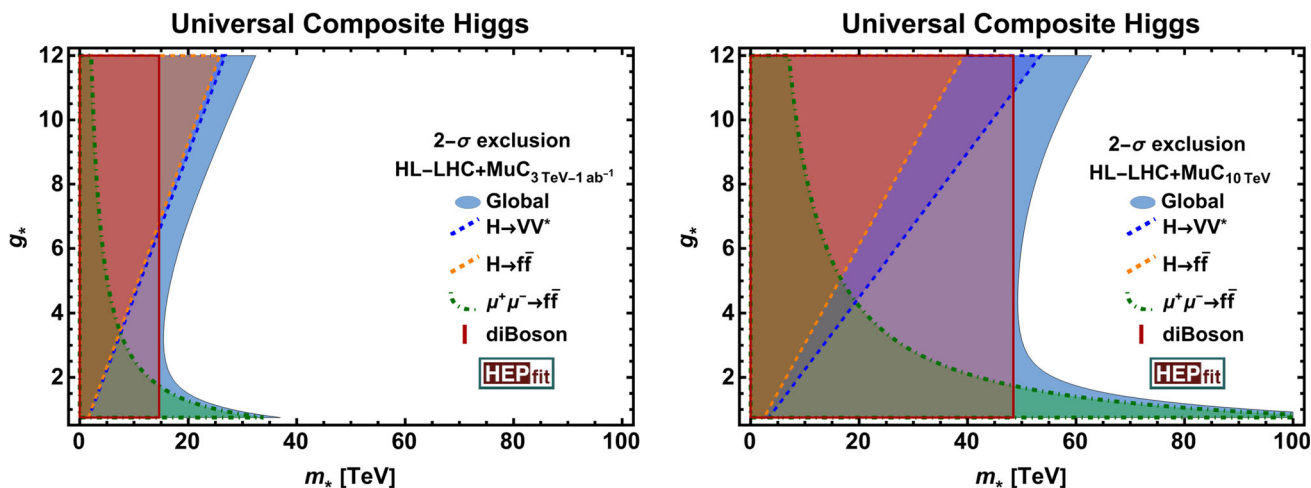 Universal Composite Higgs
12
10
8
6
4
2
g*
2-σ exclusion
HL-LHC+MuC3 TeV-1 ab⁻¹
Global
H→VV*
H→ff̄
μ⁺μ⁻→ff̄
diBoson
HEPfit
0 20 40 60 80 100
m* [TeV]
Universal Composite Higgs
12
10
8
6
4
2
g*
2-σ exclusion
HL-LHC+MuC10 TeV
Global
H→VV*
H→ff̄
μ⁺μ⁻→ff̄
diBoson
HEPfit
0 20 40 60 80 100
m* [TeV]